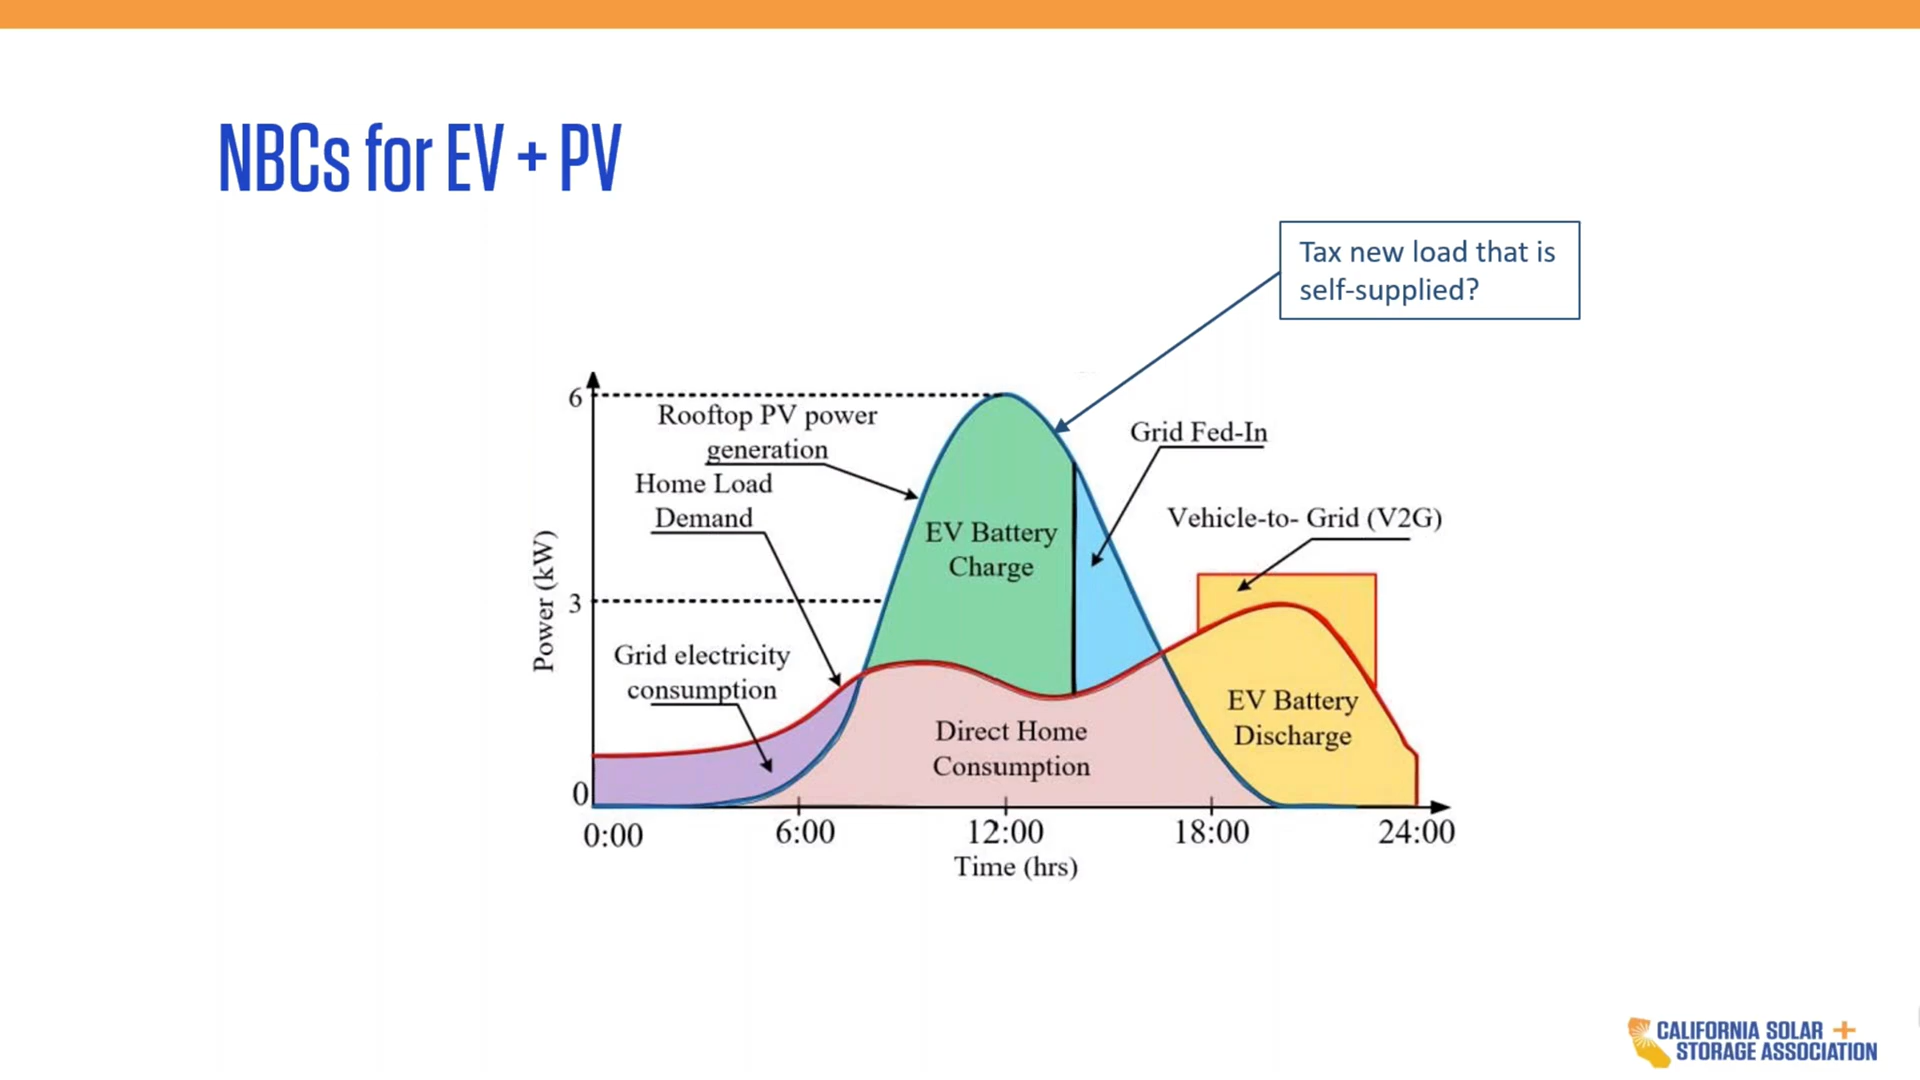 NBCs for EV + PV
Tax new load that is
self-supplied?
6
Rooftop PV power
generation
Grid Fed-In
Home Load
Demand
Vehicle-to- Grid (V2G)
EV Battery
Charge
Power (kW)
3
Grid electricity
consumption
EV Battery
Discharge
Direct Home
Consumption
0
0:00
6:00
12:00
18:00
24:00
Time (hrs)
CALIFORNIA SOLAR +
STORAGE ASSOCIATION